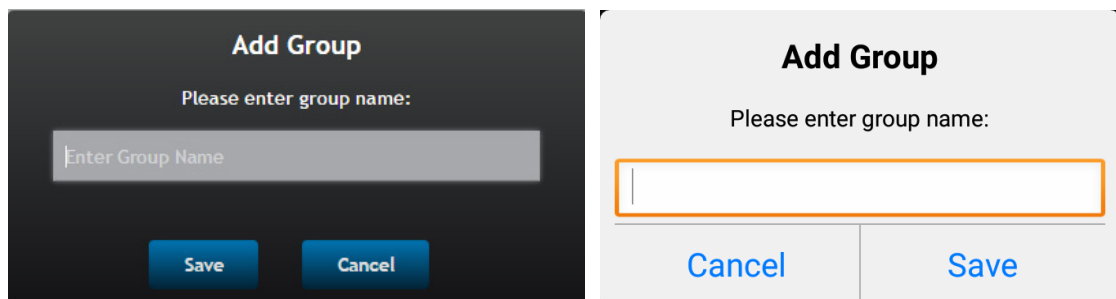 Add Group
Please enter group name:
Enter Group Name
Save Cancel
Add Group
Please enter group name:
Cancel Save